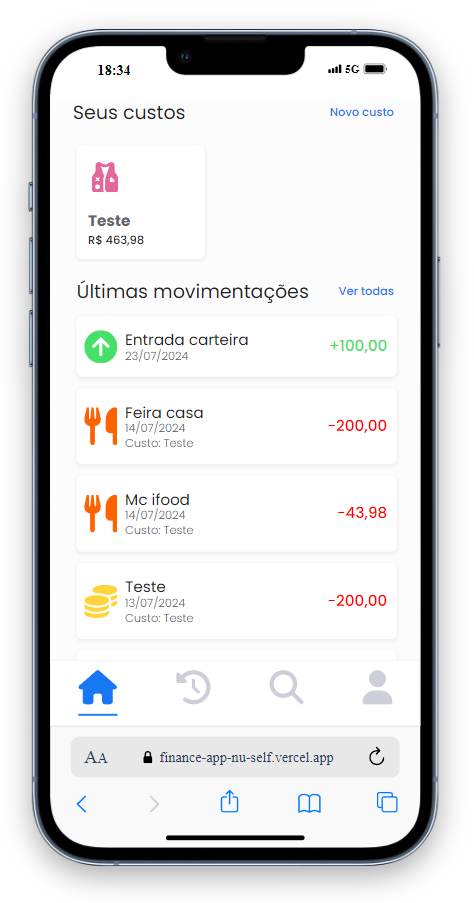 18:34
5G
Seus custos
Novo custo
Teste
R$ 463,98
Últimas movimentações
Ver todas
Entrada carteira
23/07/2024
+100,00
Feira casa
14/07/2024
Custo: Teste
-200,00
Mc ifood
14/07/2024
Custo: Teste
-43,98
Teste
13/07/2024
Custo: Teste
-200,00
AA
finance-app-nu-self.vercel.app